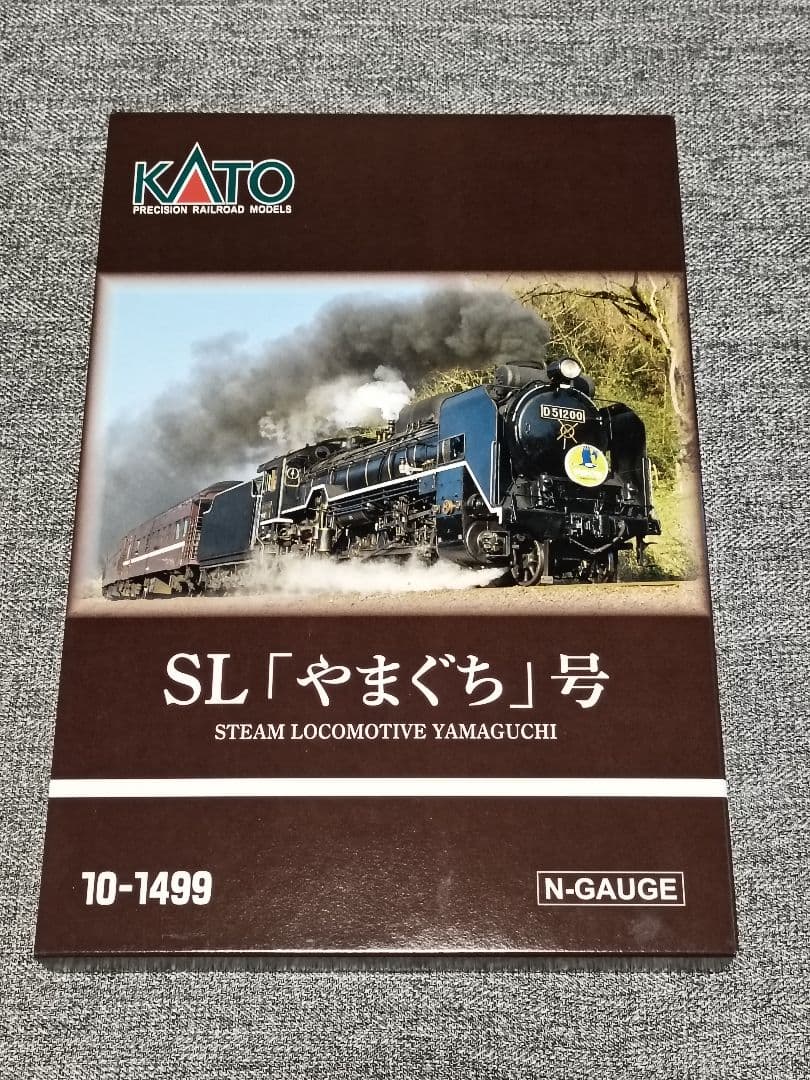 KATO
PRECISION RAILROAD MODELS
D51200
SL「やまぐち」号
STEAM LOCOMOTIVE YAMAGUCHI
10-1499
N-GAUGE